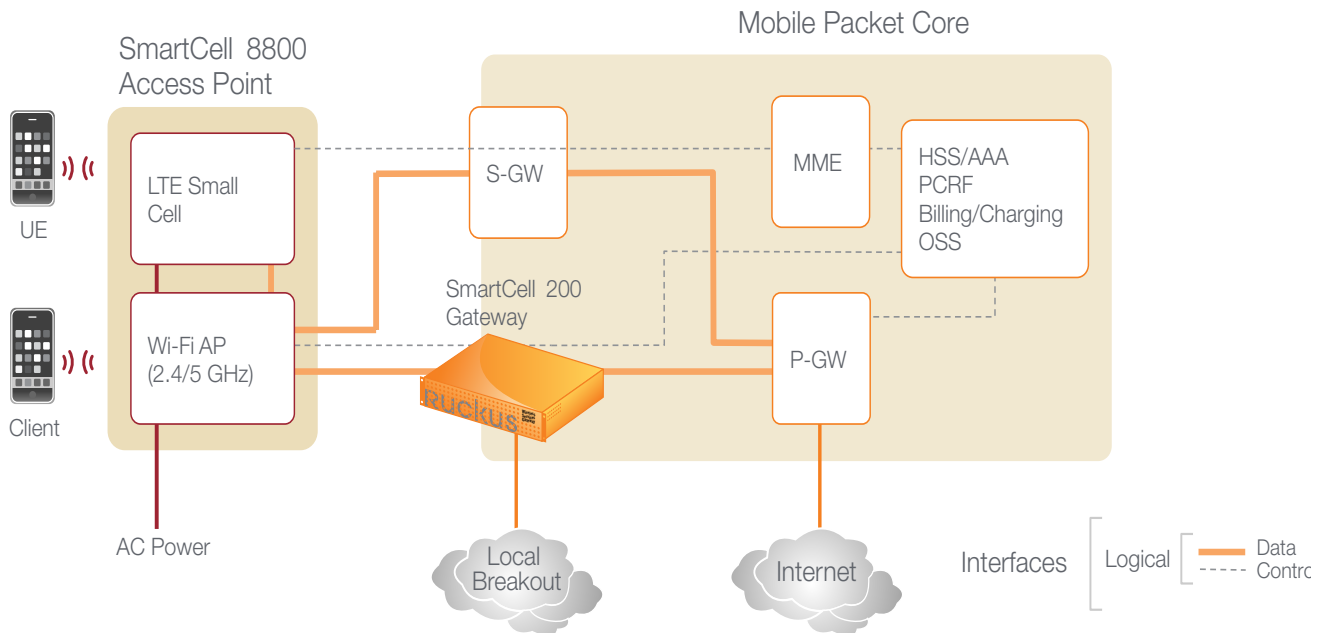 Mobile Packet Core
SmartCell 8800
Access Point
UE
LTE Small
Cell
S-GW
MME
HSS/AAA
PCRF
Billing/Charging
OSS
SmartCell 200
Gateway
Client
Wi-Fi AP
(2.4/5 GHz)
Ruckus
P-GW
AC Power
Local
Breakout
Internet
Interfaces
Logical
Data
Contro